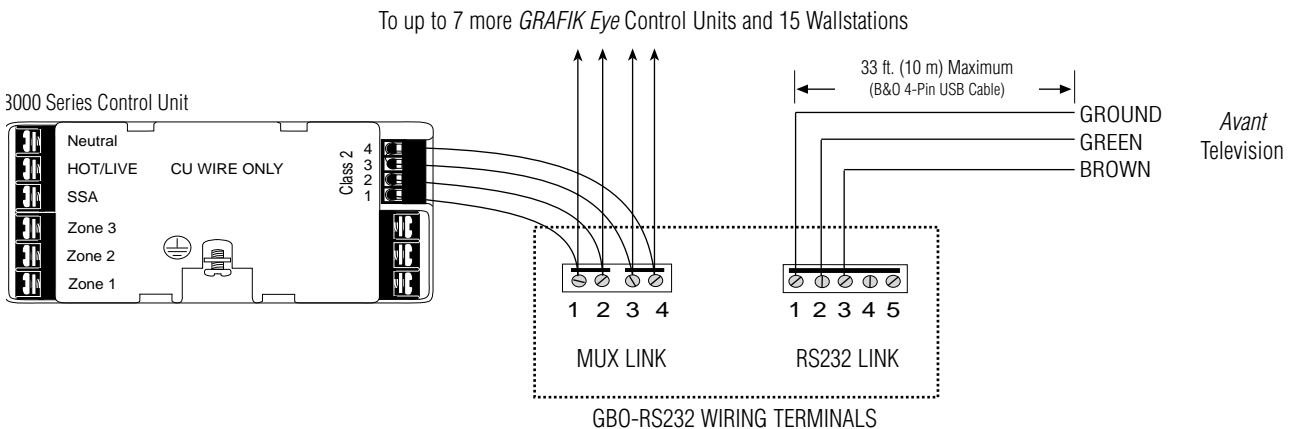 To up to 7 more GRAFIK Eye Control Units and 15 Wallstations
33 ft. (10 m) Maximum
(B&O 4-Pin USB Cable)
3000 Series Control Unit
GROUND
GREEN
BROWN
Avant
Television
Neutral
HOT/LIVE
CU WIRE ONLY
SSA
Zone 3
Zone 2
Zone 1
Class 2
4
3
2
1
1 2 3 4
MUX LINK
1 2 3 4 5
RS232 LINK
GBO-RS232 WIRING TERMINALS